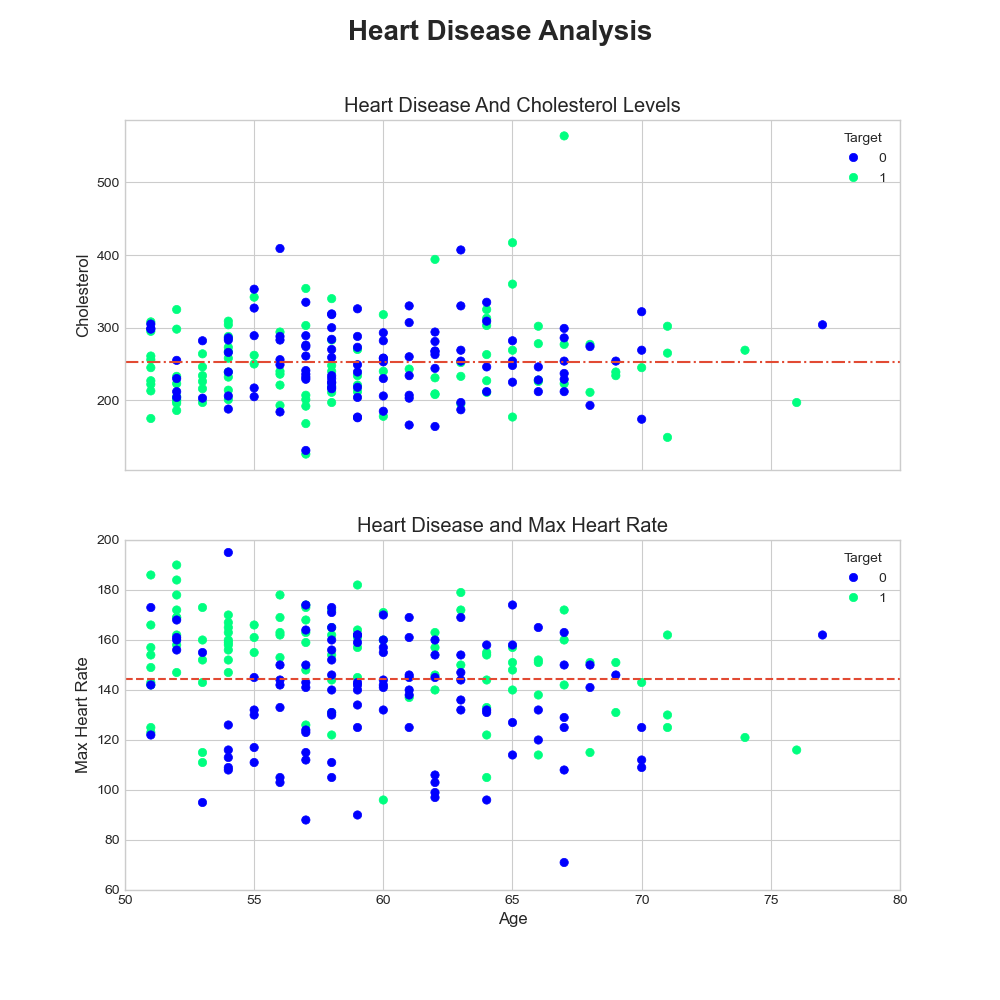 Heart Disease Analysis
Heart Disease And Cholesterol Levels
Target
0
1
500
400
300
200
Cholesterol
Heart Disease and Max Heart Rate
Target
0
1
200
180
160
140
120
100
80
60
Max Heart Rate
50 55 60 65 70 75 80
Age